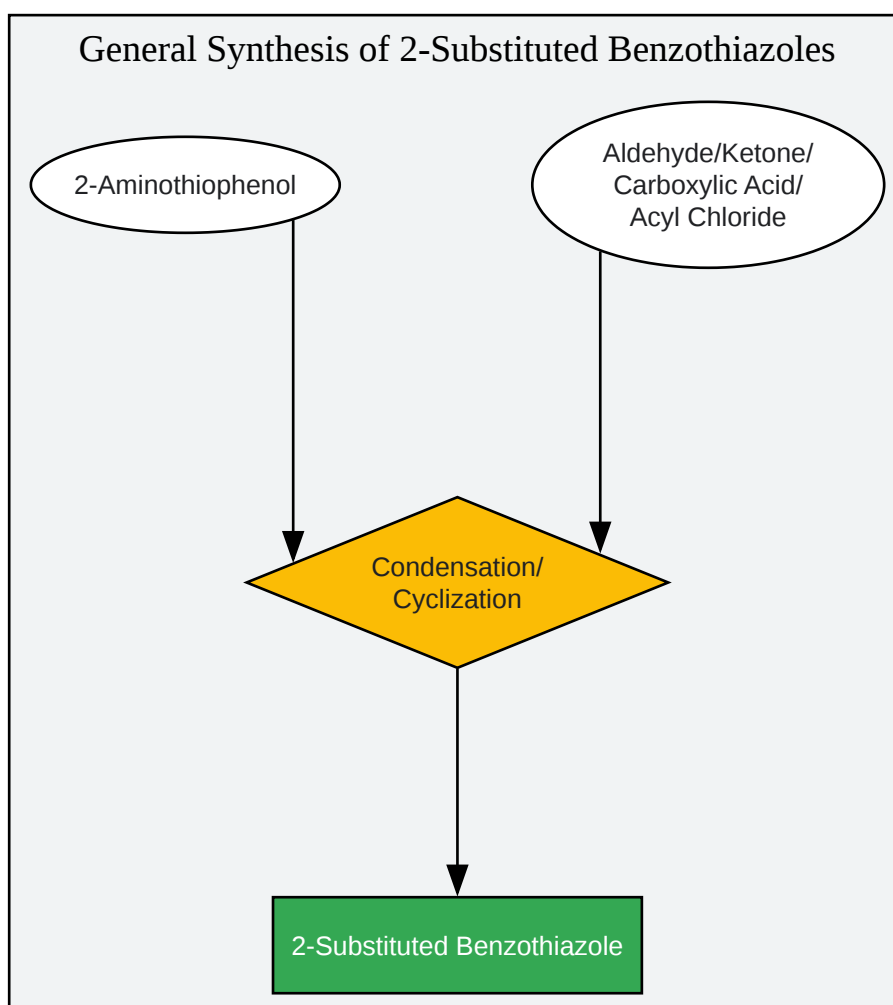 General Synthesis of 2-Substituted Benzothiazoles
2-Aminothiophenol
Aldehyde/Ketone/
Carboxylic Acid/
Acyl Chloride
Condensation/
Cyclization
2-Substituted Benzothiazole